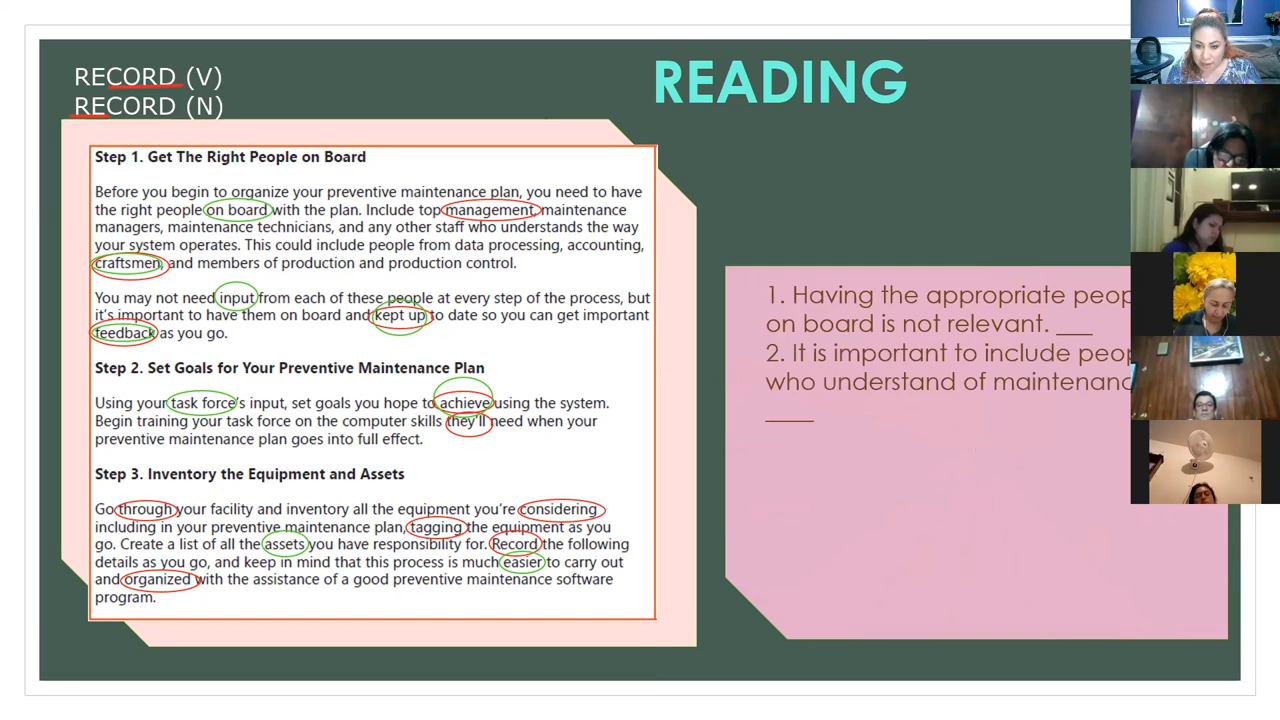 RECORD (V)
RECORD (N)
READING
Step 1. Get The Right People on Board
Before you begin to organize your preventive maintenance plan, you need to have
the right people on board with the plan. Include top management, maintenance
managers, maintenance technicians, and any other staff who understands the way
your system operates. This could include people from data processing, accounting,
craftsmen, and members of production and production control.
You may not need input from each of these people at every step of the process, but
it's important to have them on board and kept up to date so you can get important
feedback as you go.
Step 2. Set Goals for Your Preventive Maintenance Plan
Using your task force's input, set goals you hope to achieve using the system.
Begin training your task force on the computer skills they'll need when your
preventive maintenance plan goes into full effect.
Step 3. Inventory the Equipment and Assets
Go through your facility and inventory all the equipment you're considering
including in your preventive maintenance plan, tagging the equipment as you
go. Create a list of all the assets you have responsibility for. Record the following
details as you go, and keep in mind that this process is much easier to carry out
and organized with the assistance of a good preventive maintenance software
program.
1. Having the appropriate peop
on board is not relevant. ___
2. It is important to include peop
who understand of maintenanc
____